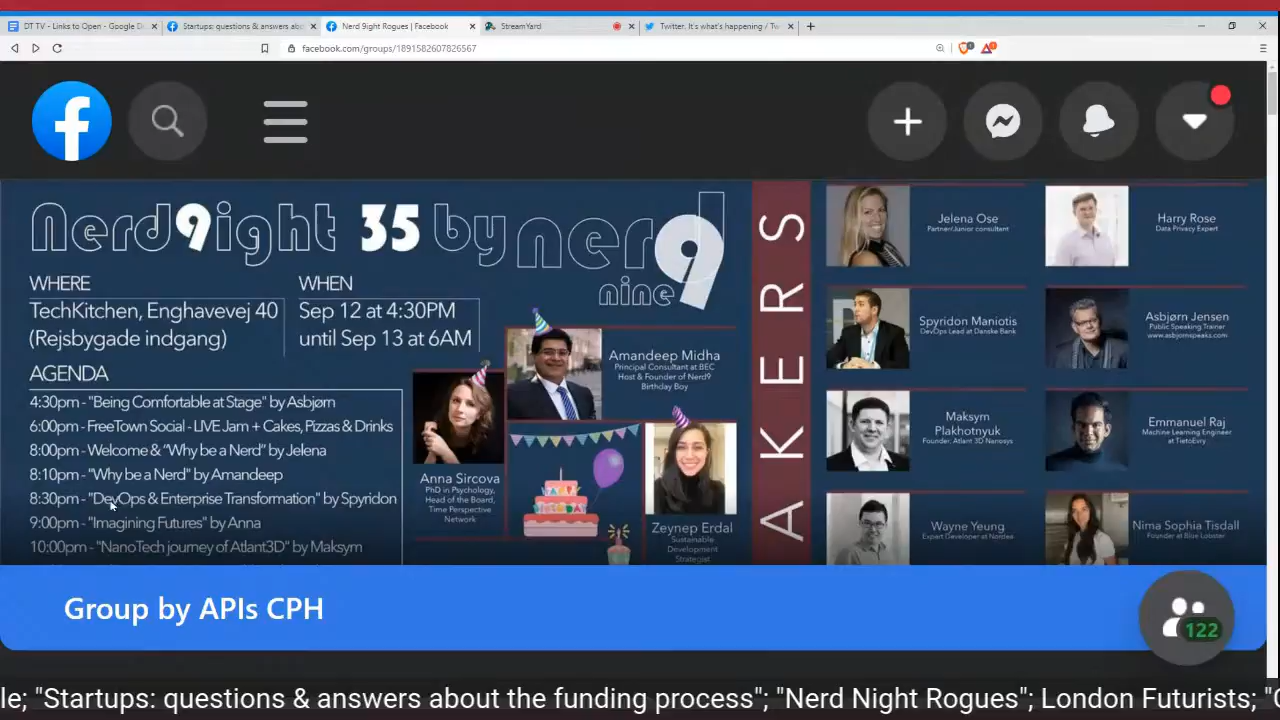 DT TV - Links to Open - Google D
Startups: questions & answers abo
Nerd 9ight Rogues | Facebook
StreamYard
Twitter. It's what's happening / Tw
facebook.com/groups/1891582607826567
Nerd9ight 35 by nerd
nine
WHERE
TechKitchen, Enghavevej 40
(Rejsbygade indgang)
WHEN
Sep 12 at 4:30PM
until Sep 13 at 6AM
AGENDA
4:30pm - "Being Comfortable at Stage" by Asbjørn
6:00pm - FreeTown Social - LIVE Jam + Cakes, Pizzas & Drinks
8:00pm - Welcome & "Why be a Nerd" by Jelena
8:10pm - "Why be a Nerd" by Amandeep
8:30pm - "DevOps & Enterprise Transformation" by Spyridon
9:00pm - "Imagining Futures" by Anna
10:00pm - "NanoTech journey of Atlant3D" by Maksym
Amandeep Midha
Principal Consultant at BEC
Host & Founder of Nerd9
Birthday Boy
Anna Sircova
PhD in Psychology,
Head of the Board,
Time Perspective
Network
Zeynep Erdal
Sustainable
Development
Strategist
AKERS
Jelena Ose
Partner/Junior consultant
Harry Rose
Data Privacy Expert
Spyridon Maniotis
DevOps Lead at Danske Bank
Asbjørn Jensen
Public Speaking Trainer
www.asbjornspeaks.com
Maksym
Plakhotnyuk
Founder, Atlant 3D Nanosys
Emmanuel Raj
Machine Learning Engineer
at TietoEvry
Wayne Yeung
Expert Developer at Nordea
Nima Sophia Tisdall
Founder at Blue Lobster
Group by APIs CPH
122
le; "Startups: questions & answers about the funding process"; "Nerd Night Rogues"; London Futurists; "